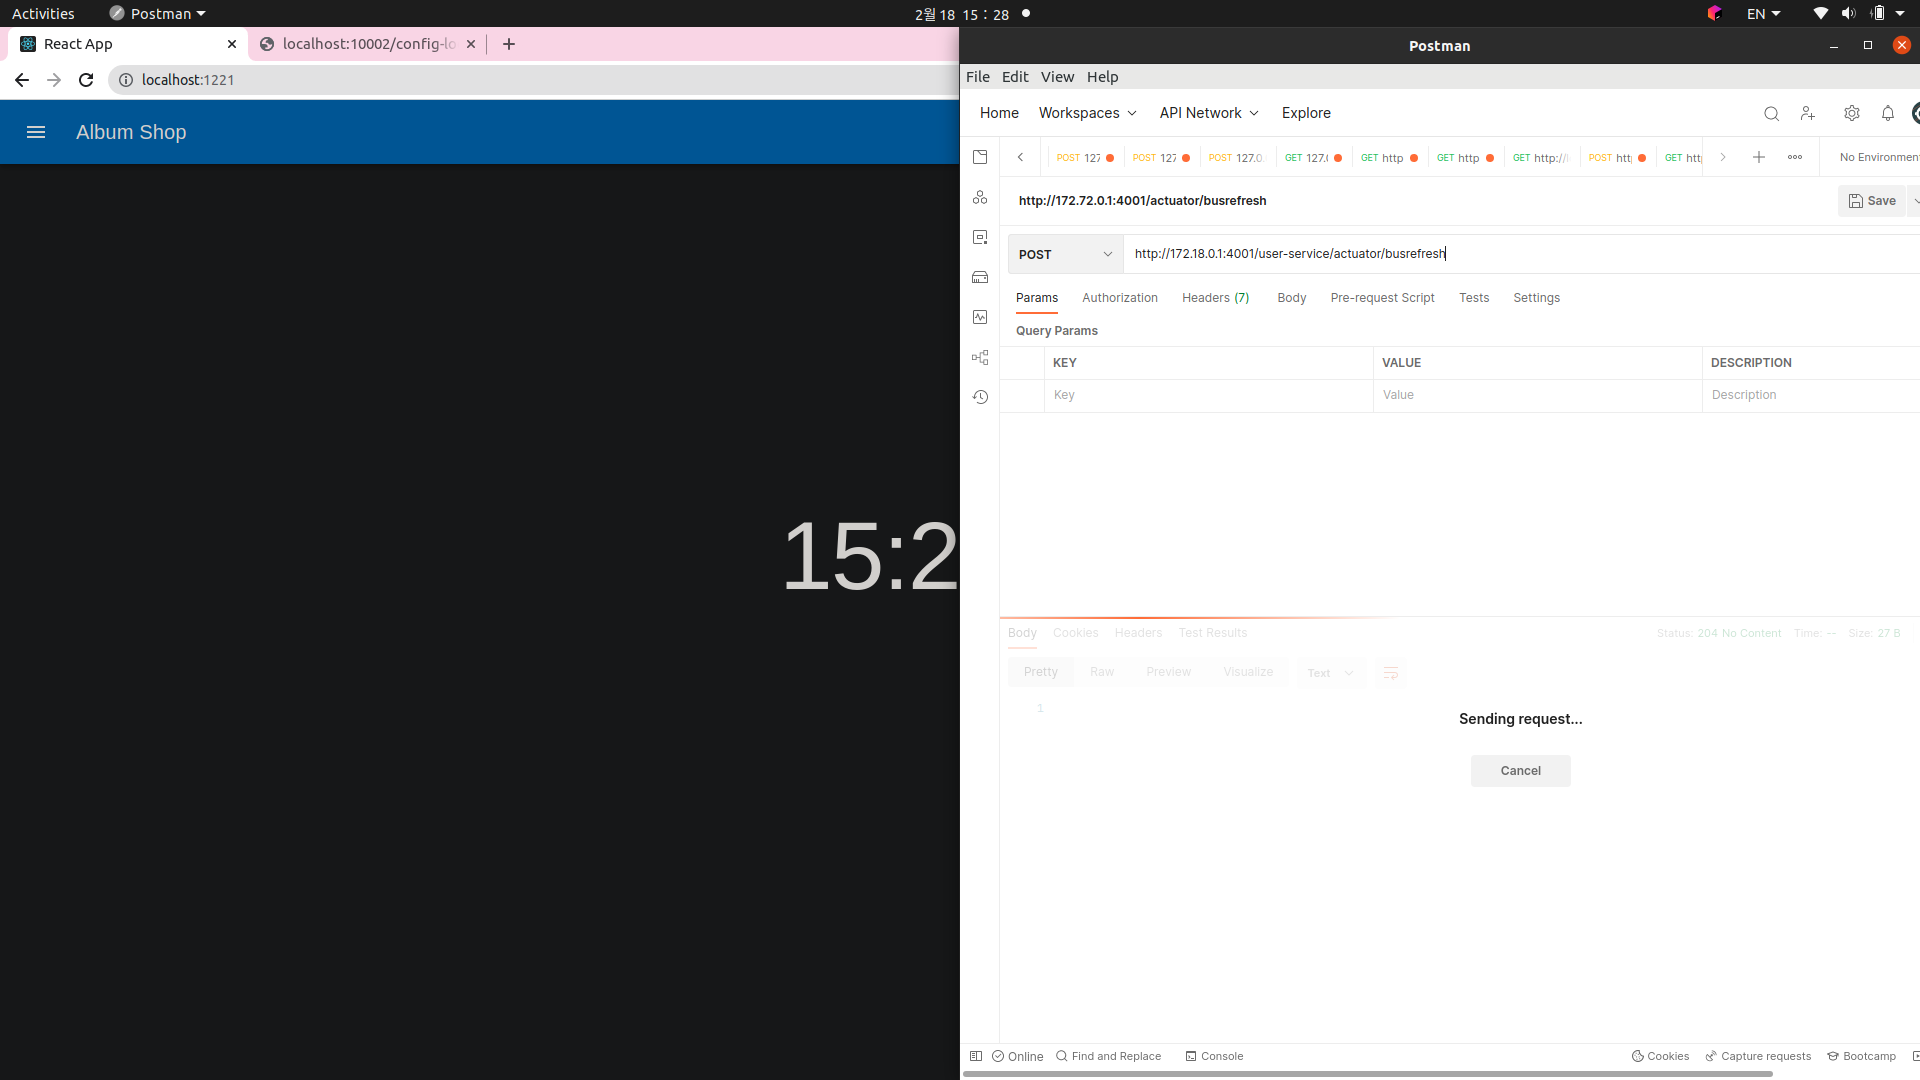 Activities
Postman
2월 18 15 : 28
EN
React App
localhost:10002/config-lo
localhost:1221
Album Shop
15:2
Postman
File Edit View Help
Home Workspaces API Network Explore
POST 127
POST 127
POST 127.0.
GET 127.(
GET http
GET http
GET http://
POST htt
GET htt
No Environment
http://172.72.0.1:4001/actuator/busrefresh
Save
POST
http://172.18.0.1:4001/user-service/actuator/busrefresh
Params Authorization Headers (7) Body Pre-request Script Tests Settings
Query Params
KEY VALUE DESCRIPTION
Key Value Description
Body Cookies Headers Test Results
Status: 204 No Content Time: -- Size: 27 B
Pretty Raw Preview Visualize Text
1
Sending request...
Cancel
Online Find and Replace Console
Cookies Capture requests Bootcamp